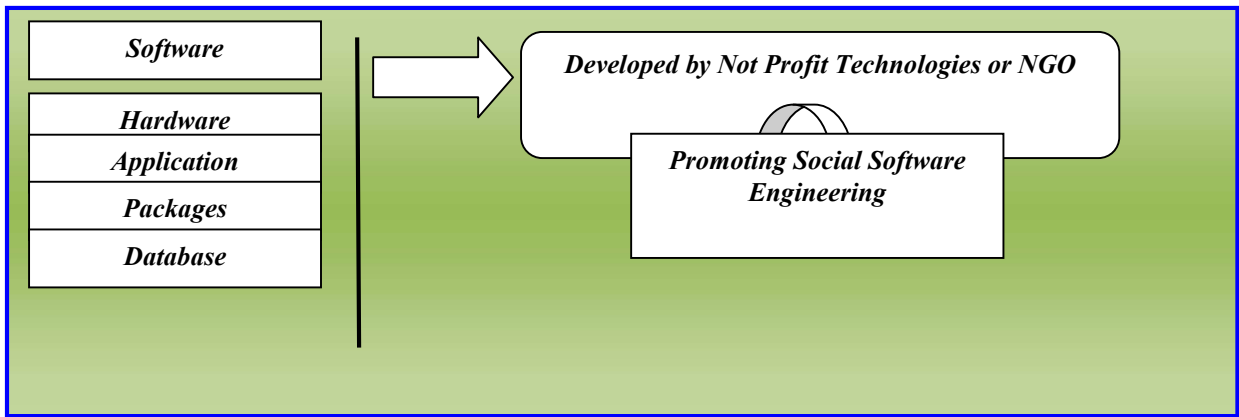 Software
Hardware
Application
Packages
Database
Developed by Not Profit Technologies or NGO
Promoting Social Software
Engineering